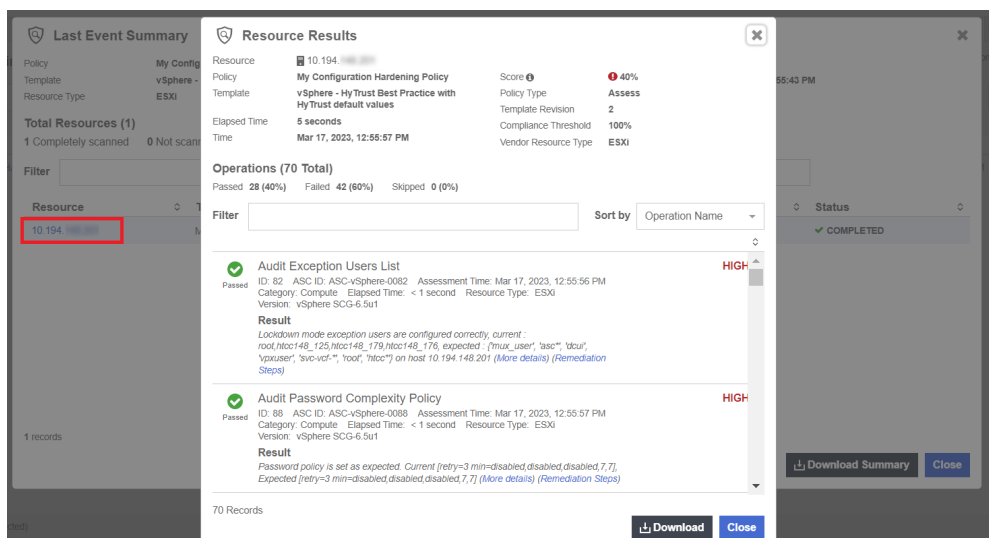 Last Event Summary
Policy My Config
Template vSphere -
Resource Type ESXi
55:43 PM
Total Resources (1)
1 Completely scanned 0 Not scann
Filter
Resource
Status
10.194.
COMPLETED
1 records
Download Summary Close
Resource Results
Resource 10.194.
Policy My Configuration Hardening Policy
Template vSphere - HyTrust Best Practice with
HyTrust default values
Elapsed Time 5 seconds
Time Mar 17, 2023, 12:55:57 PM
Score 40%
Policy Type Assess
Template Revision 2
Compliance Threshold 100%
Vendor Resource Type ESXi
Operations (70 Total)
Passed 28 (40%) Failed 42 (60%) Skipped 0 (0%)
Filter Sort by Operation Name
Audit Exception Users List HIGH
Passed ID: 82 ASC ID: ASC-vSphere-0082 Assessment Time: Mar 17, 2023, 12:55:56 PM
Category: Compute Elapsed Time: < 1 second Resource Type: ESXi
Version: vSphere SCG-6.5u1
Result
Lockdown mode exception users are configured correctly, current :
root,htcc148_125,htcc148_179,htcc148_176, expected : {'mux_user', 'asc*', 'dcui',
'vpxuser', 'svc-vcf-*', 'root', 'htcc*'} on host 10.194.148.201 (More details) (Remediation
Steps)
Audit Password Complexity Policy HIGH
Passed ID: 88 ASC ID: ASC-vSphere-0088 Assessment Time: Mar 17, 2023, 12:55:57 PM
Category: Compute Elapsed Time: < 1 second Resource Type: ESXi
Version: vSphere SCG-6.5u1
Result
Password policy is set as expected. Current [retry=3 min=disabled,disabled,disabled,7,7],
Expected [retry=3 min=disabled,disabled,disabled,7,7] (More details) (Remediation Steps)
70 Records
Download Close